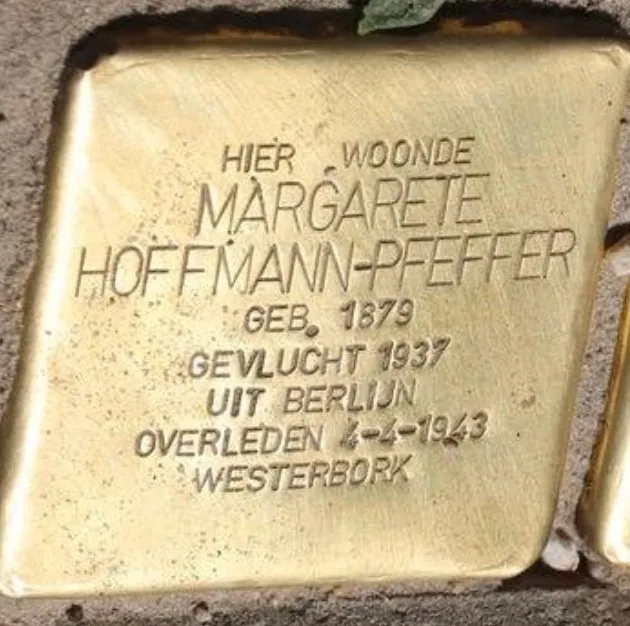 HIER WOONDE
MARGARETE
HOFFMANN-PFEFFER
GEB. 1879
GEVLUCHT 1937
UIT BERLIJN
OVERLEDEN 4-4-1943
WESTERBORK